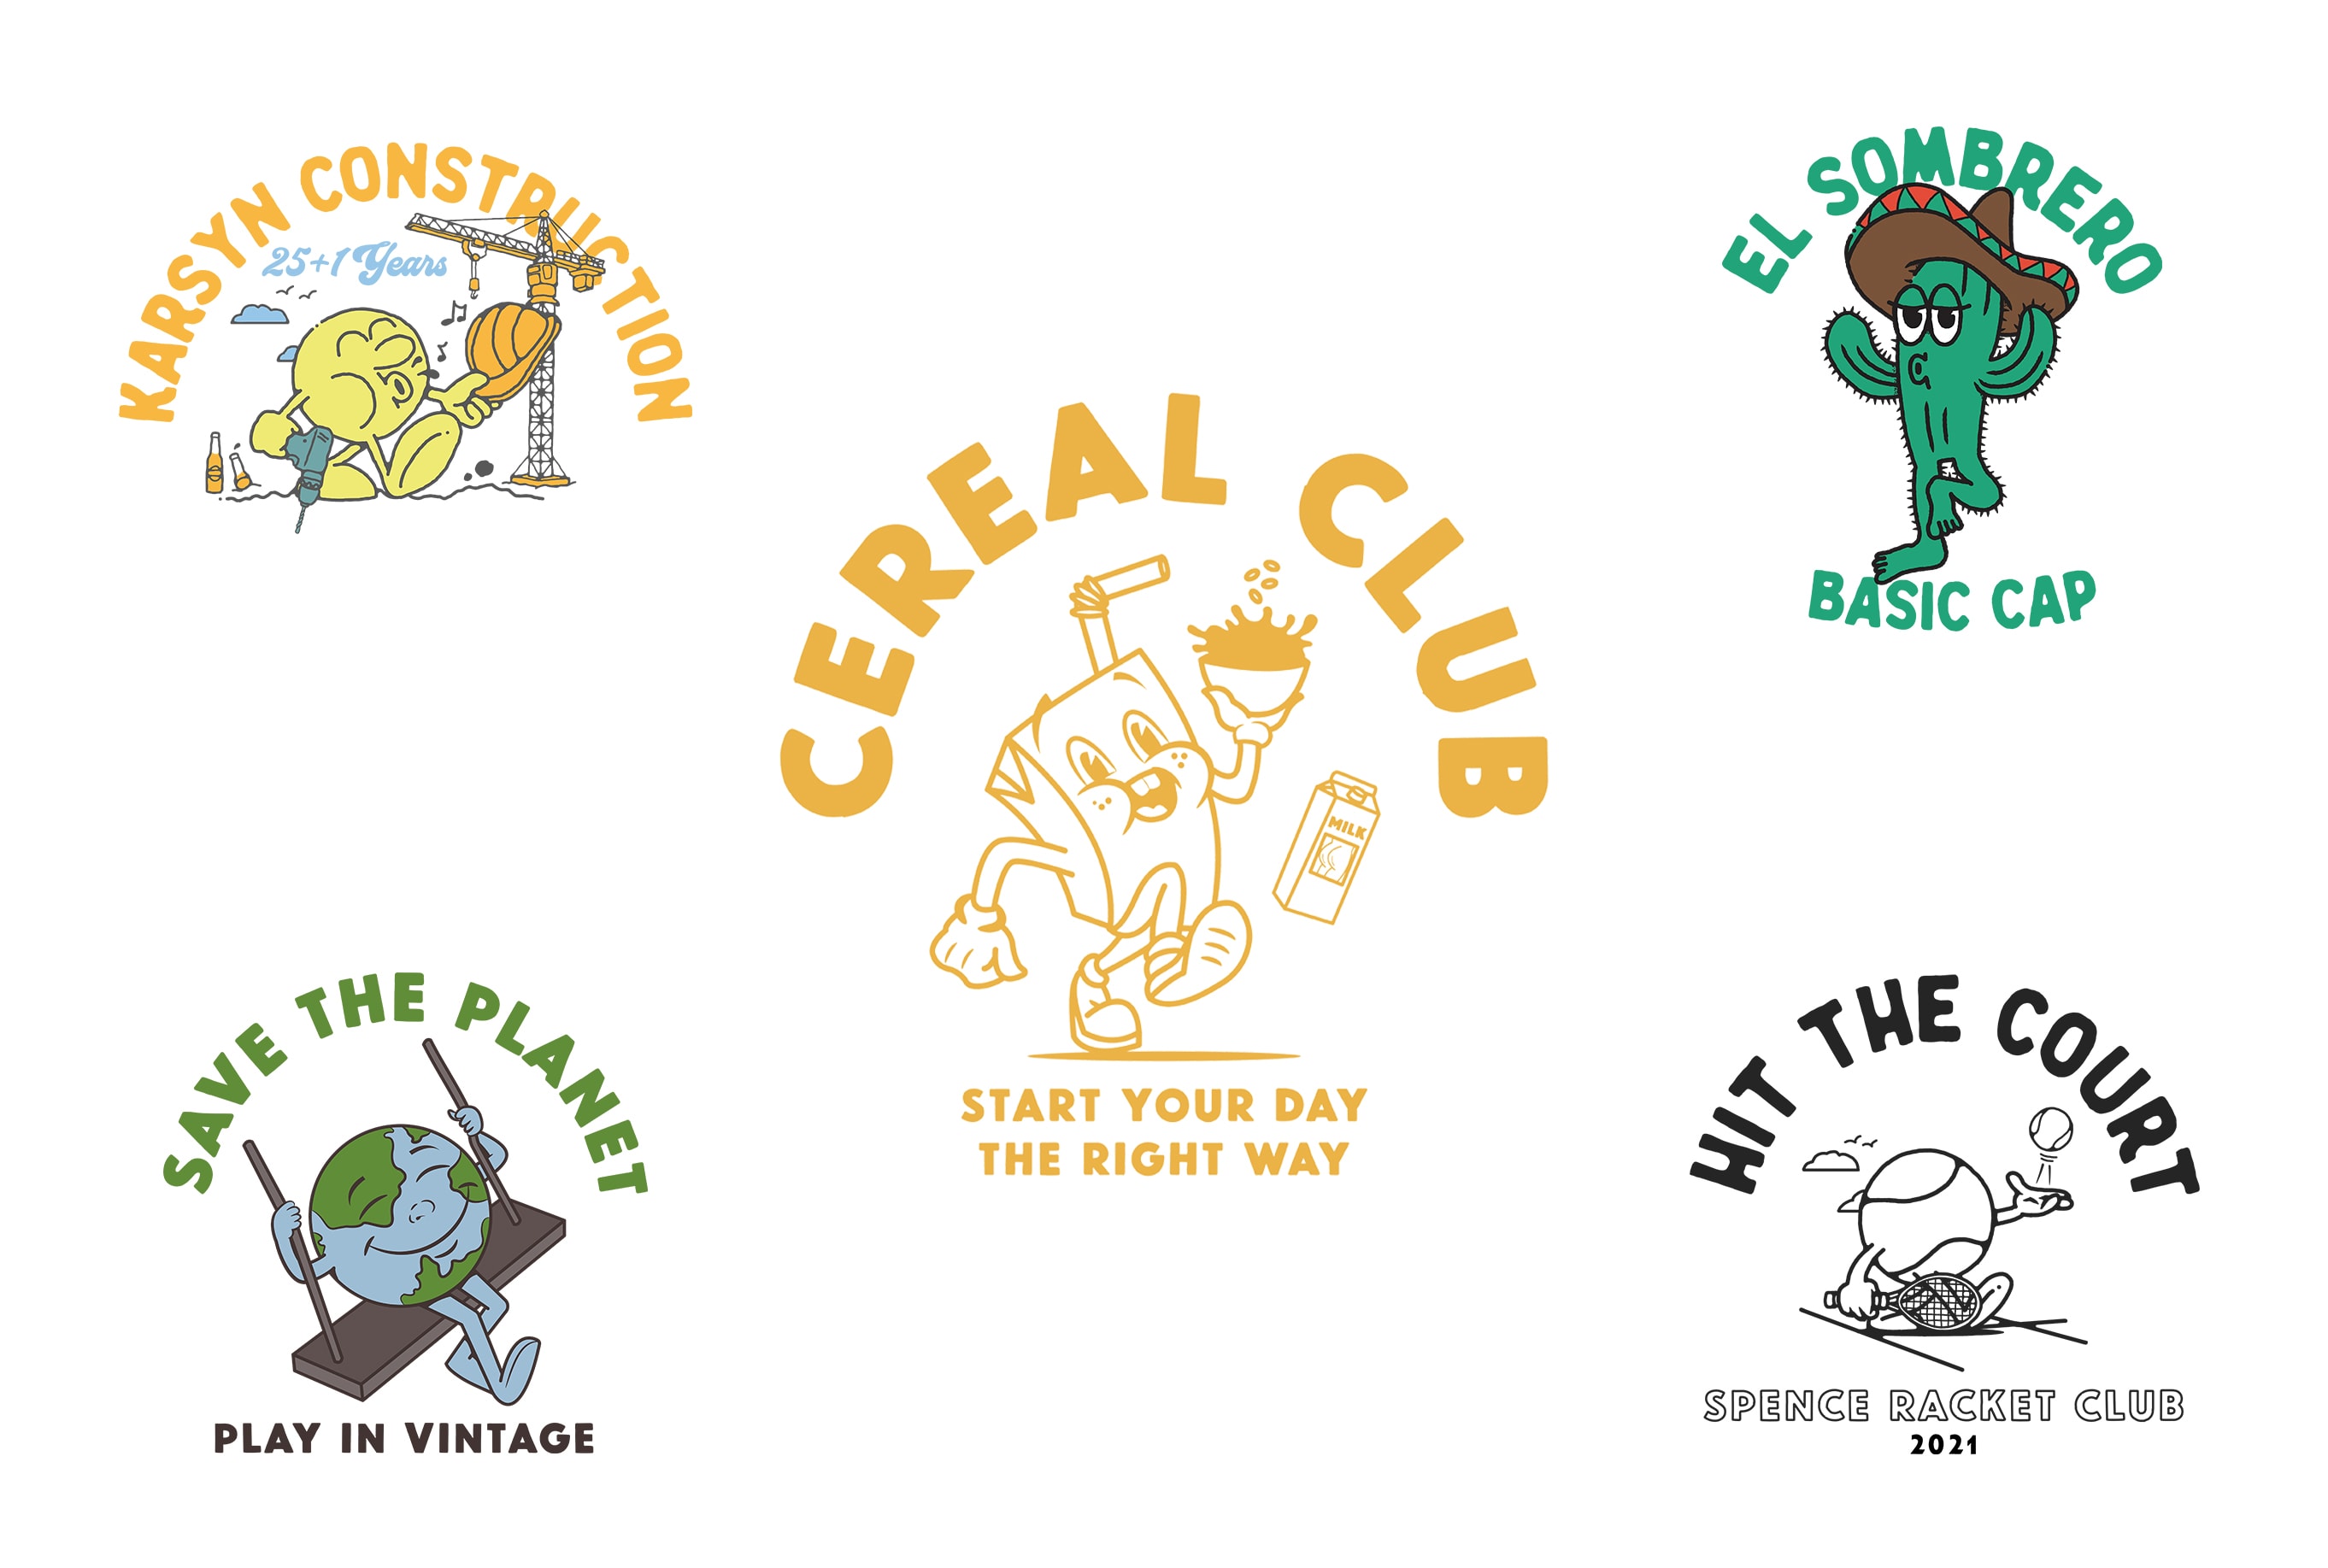 KARSYN CONSTRUCTION
25+1 Years
EL SOMBRERO
BASIC CAP
CEREAL CLUB
MILK
START YOUR DAY
THE RIGHT WAY
SAVE THE PLANET
PLAY IN VINTAGE
HIT THE COURT
SPENCE RACKET CLUB
2021